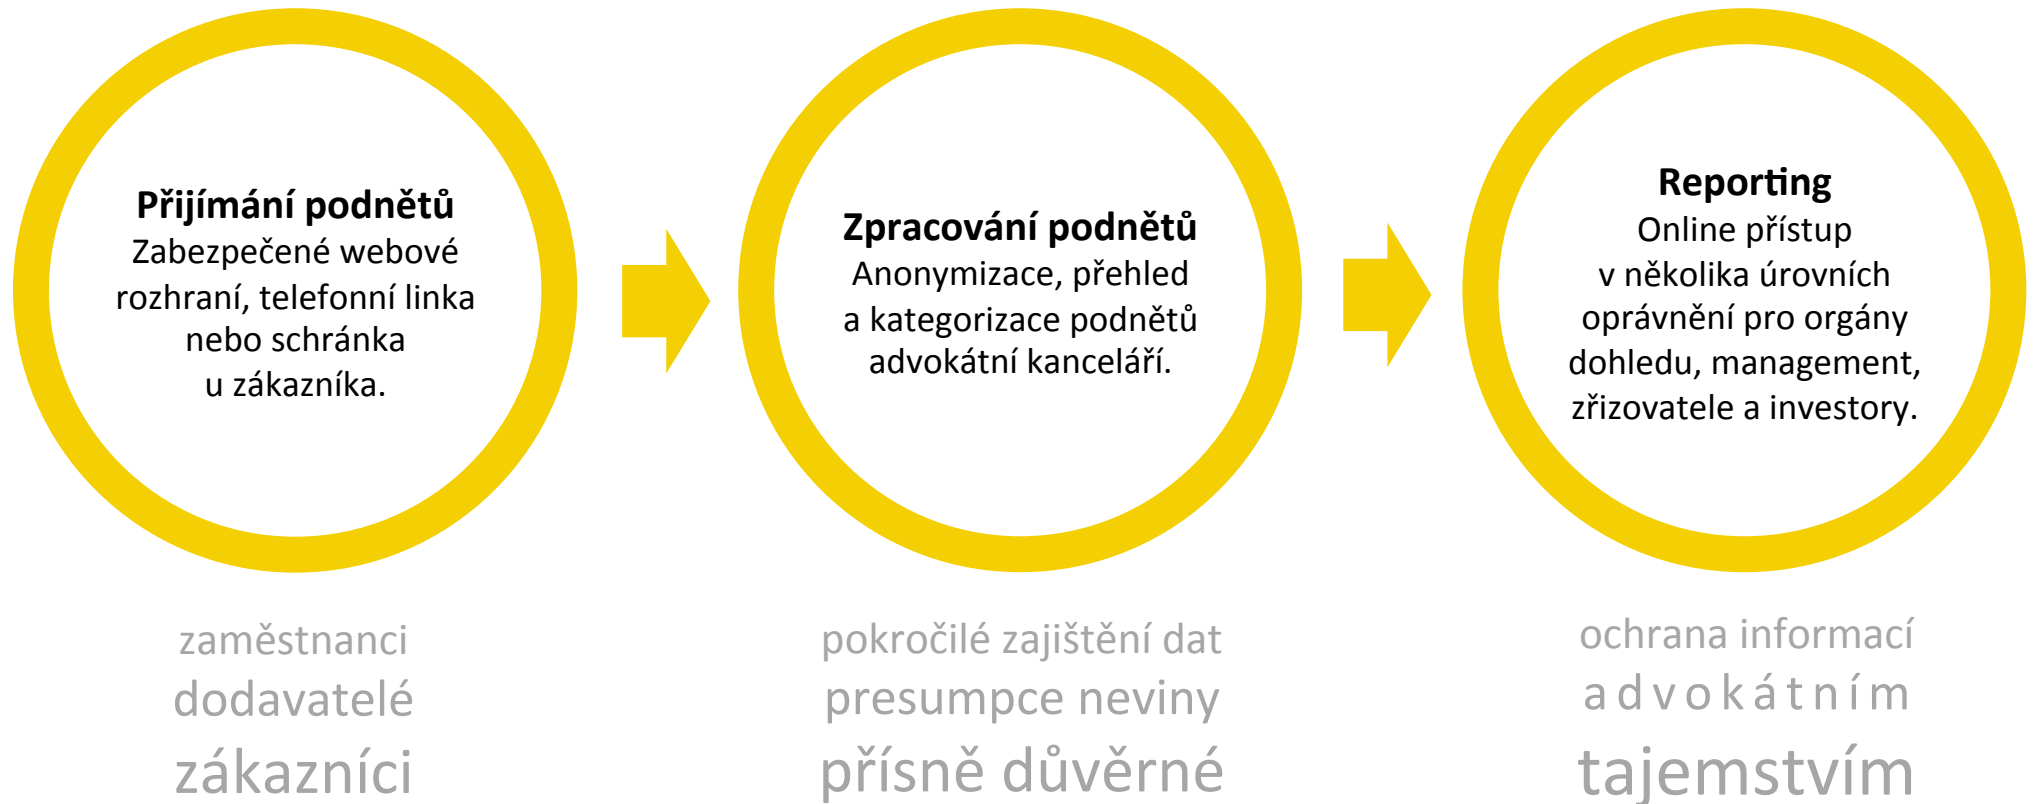 Přijímání podnětů
Zabezpečené webové
rozhraní, telefonní linka
nebo schránka
u zákazníka.
Zpracování podnětů
Anonymizace, přehled
a kategorizace podnětů
advokátní kanceláří.
Reporting
Online přístup
v několika úrovních
oprávnění pro orgány
dohledu, management,
zřizovatele a investory.
zaměstnanci
dodavatelé
zákazníci
pokročilé zajištění dat
presumpce neviny
přísně důvěrné
ochrana informací
advokátním
tajemstvím